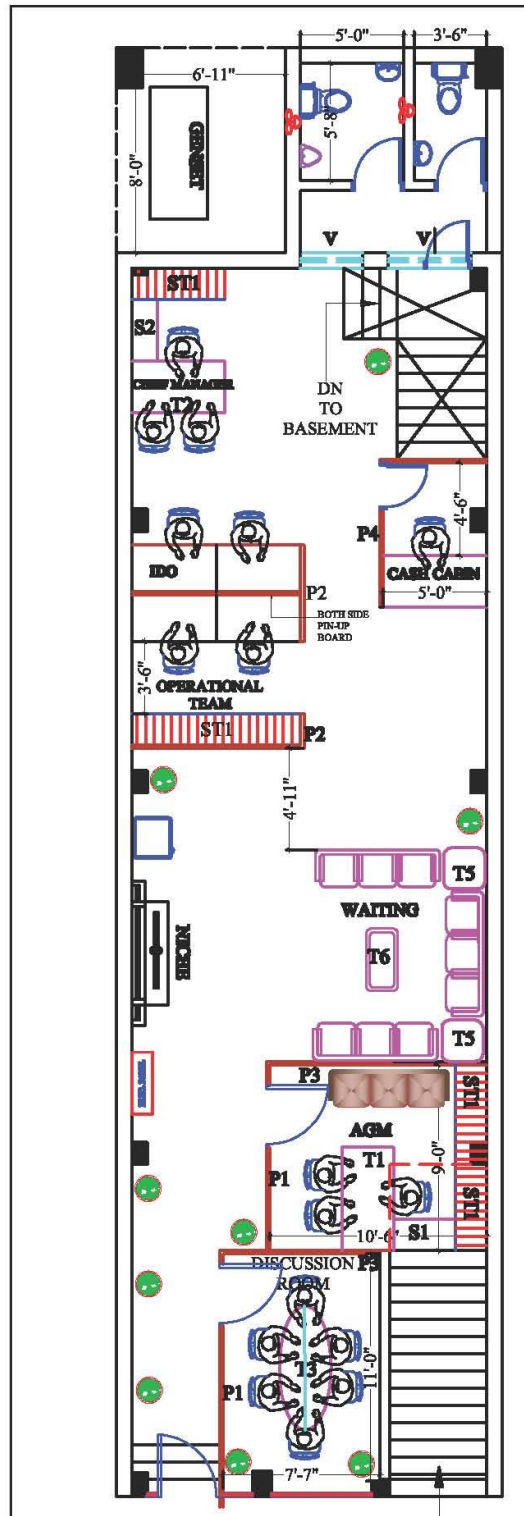 5'-0"
3'-6"
6'-11"
5'-8"
8'-0"
GENSET
V
V
ST1
S2
CREW MANAGER
T2
DN
TO
BASEMENT
4'-6"
P4
IDO
CASH CABIN
5'-0"
P2
BOTH SIDE
PIN-UP
BOARD
3'-6"
OPERATIONAL
TEAM
ST1
P2
4'-11"
T5
WAITING
NICHE
T6
T5
P3
ST1
AGM
T1
9'-0"
P1
ST1
S1
10'-6"
DISCUSSION
ROOM
P3
T3
P1
11'-0"
7'-7"